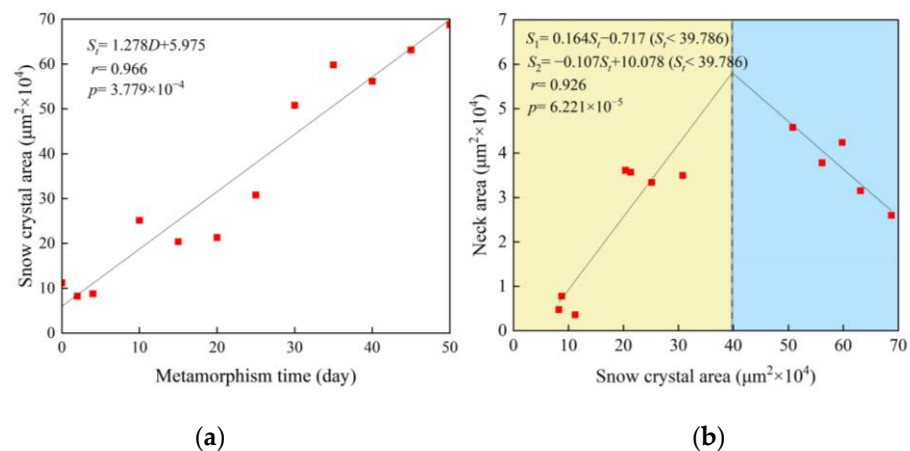 70
60
50
40
30
20
10
0
Snow crystal area (μm²×10⁴)
Sₜ= 1.278D+5.975
r= 0.966
p= 3.779×10⁻⁴
0 10 20 30 40 50
Metamorphism time (day)
(a)
7
6
5
4
3
2
1
0
Neck area (μm²×10⁴)
S₁= 0.164Sₜ−0.717 (Sₜ< 39.786)
S₂= −0.107Sₜ+10.078 (Sₜ< 39.786)
r= 0.926
p= 6.221×10⁻⁵
0 10 20 30 40 50 60 70
Snow crystal area (μm²×10⁴)
(b)